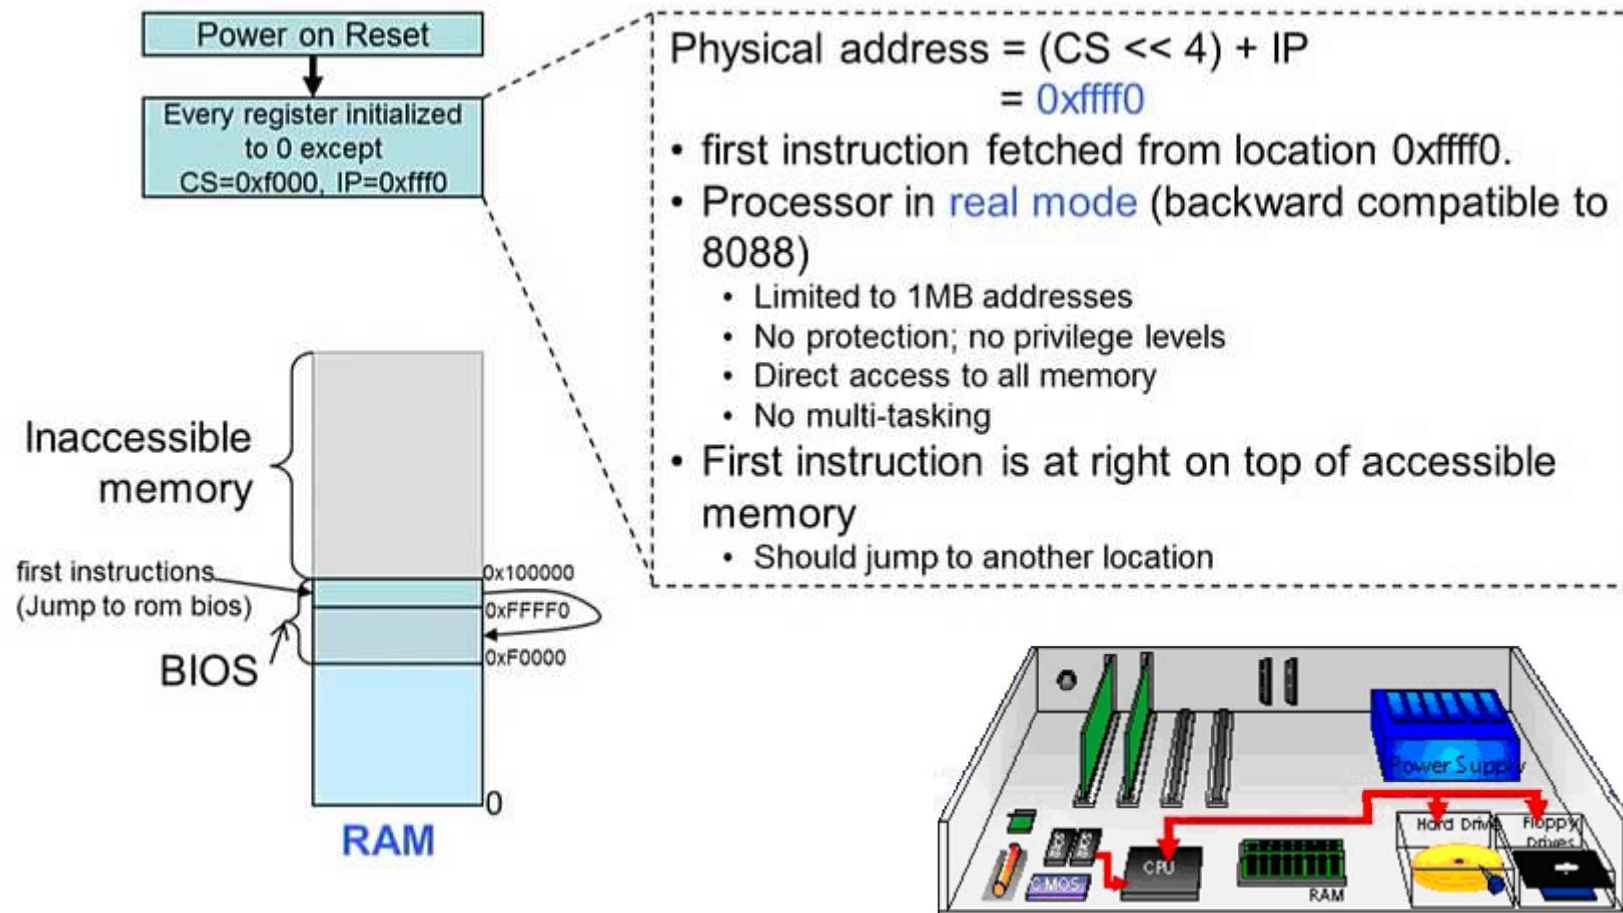 Power on Reset
Every register initialized
to 0 except
CS=0xf000, IP=0xfff0
Physical address = (CS << 4) + IP
= 0xffff0
• first instruction fetched from location 0xffff0.
• Processor in real mode (backward compatible to
8088)
• Limited to 1MB addresses
• No protection; no privilege levels
• Direct access to all memory
• No multi-tasking
• First instruction is at right on top of accessible
memory
• Should jump to another location
Inaccessible
memory
first instructions
(Jump to rom bios)
BIOS
0x100000
0xFFFF0
0xF0000
0
RAM
Power Supply
Hard Drive
Floppy
Drives
BIOS
BIOS
CMOS
CPU
RAM